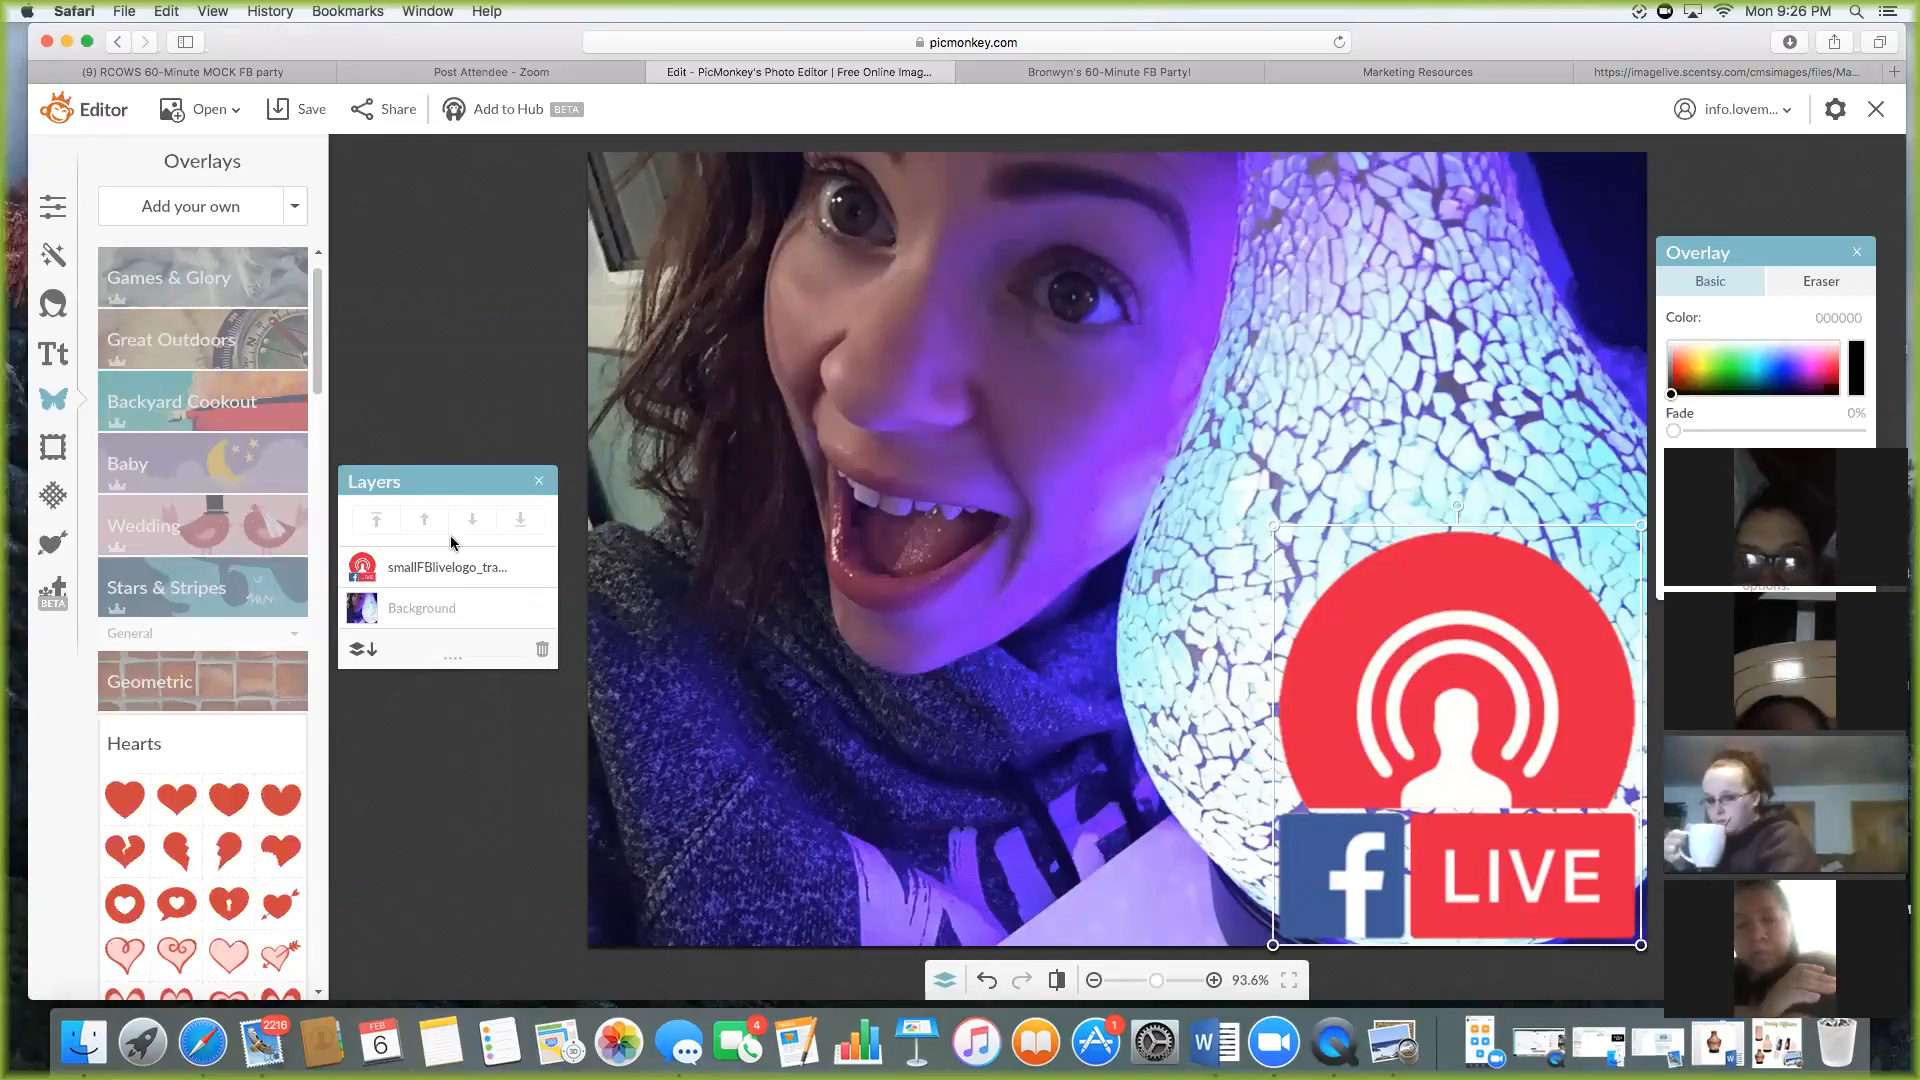 Safari File Edit View History Bookmarks Window Help Mon 9:26 PM
picmonkey.com
(9) RCOWS 60-Minute MOCK FB party Post Attendee - Zoom Edit - PicMonkey's Photo Editor | Free Online Imag... Bronwyn's 60-Minute FB Party! Marketing Resources https://imagelive.scentsy.com/cmsimages/files/Ma...
Editor Open Save Share Add to Hub BETA info.lovem...
Overlays
Add your own
Games & Glory
Great Outdoors
Backyard Cookout
Baby
Wedding
Stars & Stripes
General
Geometric
Hearts
Tt
BETA
Layers
smallFBlivelogo_tra...
Background
f LIVE
Overlay
Basic Eraser
Color: 000000
Fade 0%
options.
93.6%
2216
FEB
6
3D
4
1
W